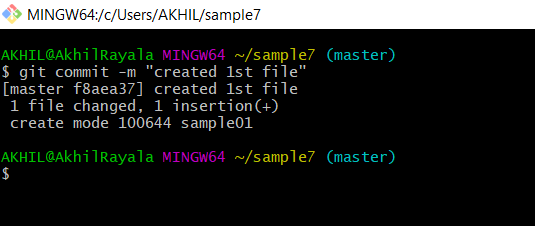 MINGW64:/c/Users/AKHIL/sample7
AKHIL@AkhilRayala MINGW64 ~/sample7 (master)
$ git commit -m "created 1st file"
[master f8aea37] created 1st file
 1 file changed, 1 insertion(+)
 create mode 100644 sample01
AKHIL@AkhilRayala MINGW64 ~/sample7 (master)
$